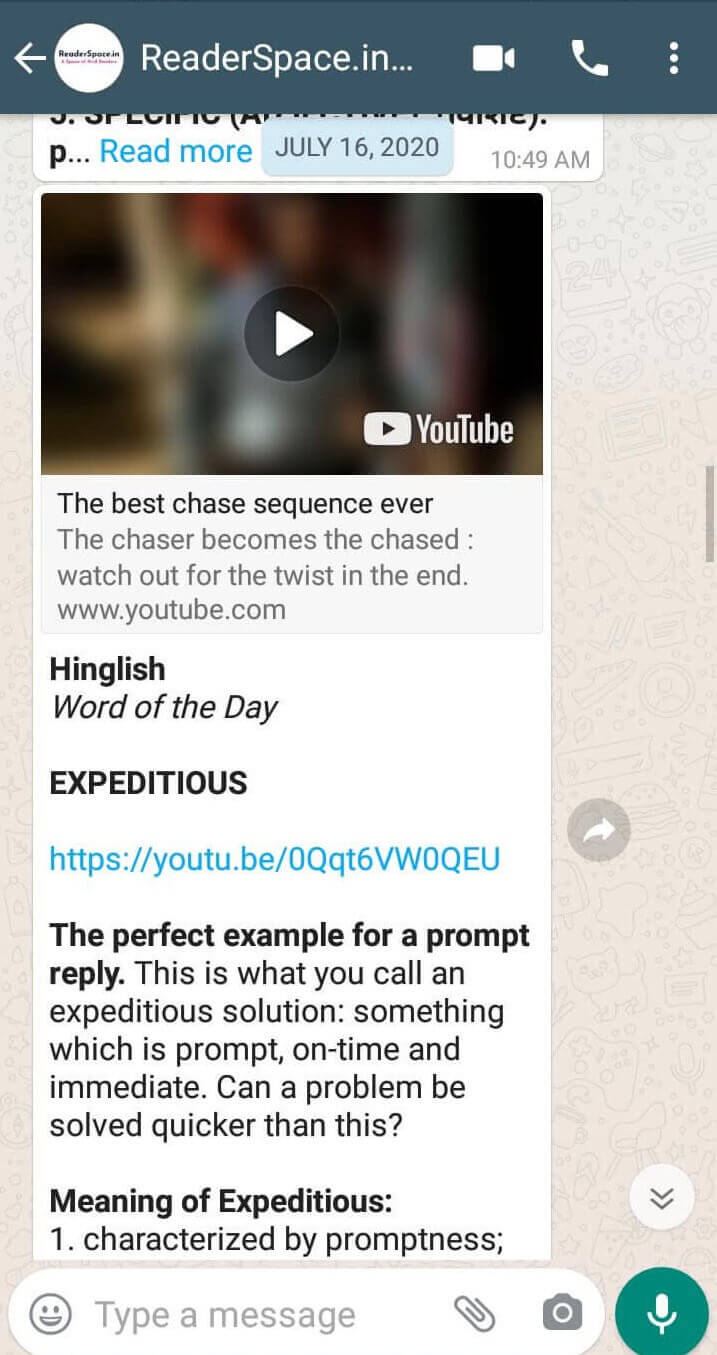 ReaderSpace.in
A Space of Avid Readers
ReaderSpace.in...
5. SPECIFIC
p... Read more
JULY 16, 2020
10:49 AM
YouTube
The best chase sequence ever
The chaser becomes the chased :
watch out for the twist in the end.
www.youtube.com
Hinglish
Word of the Day
EXPEDITIOUS
https://youtu.be/0Qqt6VW0QEU
The perfect example for a prompt
reply. This is what you call an
expeditious solution: something
which is prompt, on-time and
immediate. Can a problem be
solved quicker than this?
Meaning of Expeditious:
1. characterized by promptness;
Type a message